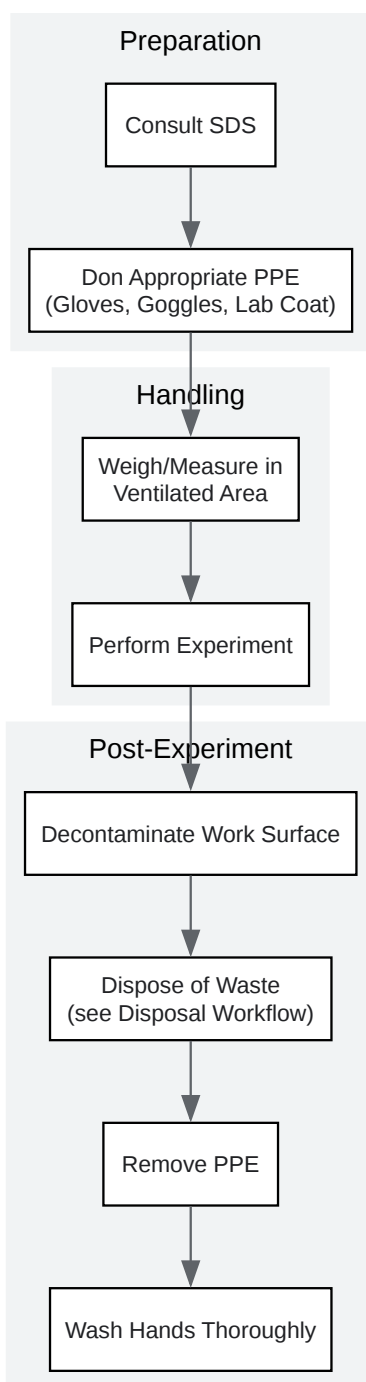 Preparation
Consult SDS
Don Appropriate PPE
(Gloves, Goggles, Lab Coat)
Handling
Weigh/Measure in
Ventilated Area
Perform Experiment
Post-Experiment
Decontaminate Work Surface
Dispose of Waste
(see Disposal Workflow)
Remove PPE
Wash Hands Thoroughly